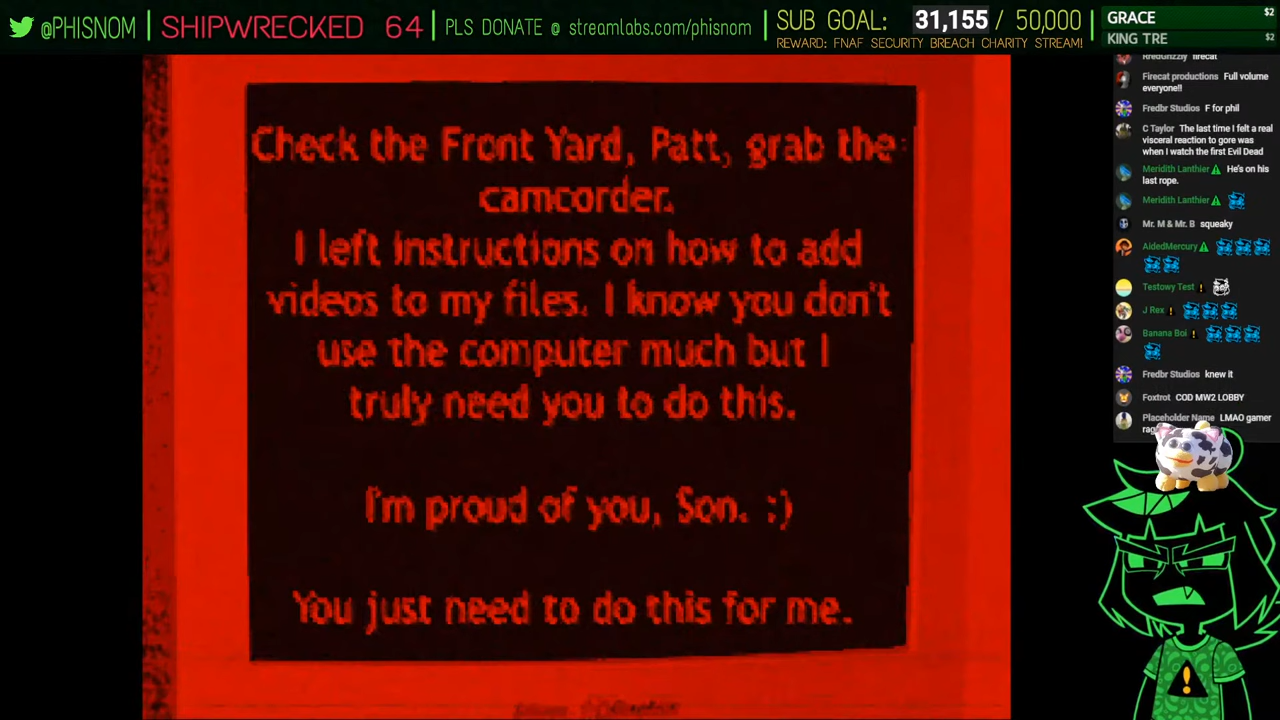 @PHISNOM
SHIPWRECKED 64
PLS DONATE @ streamlabs.com/phisnom
SUB GOAL: 31,155 / 50,000
REWARD: FNAF SECURITY BREACH CHARITY STREAM!
GRACE $2
KING TRE $2
Check the Front Yard, Patt, grab the
camcorder.
I left instructions on how to add
videos to my files. I know you don't
use the computer much but I
truly need you to do this.
I'm proud of you, Son. :)
You just need to do this for me.
RredGrizzly firecat
Firecat productions Full volume
everyone!!
Fredbr Studios F for phil
C Taylor The last time I felt a real
visceral reaction to gore was
when I watch the first Evil Dead
Meridith Lanthier He's on his
last rope.
Meridith Lanthier
Mr. M & Mr. B squeaky
AidedMercury
Testowy Test
J Rex
Banana Boi
Fredbr Studios knew it
Foxtrot COD MW2 LOBBY
Placeholder Name LMAO gamer